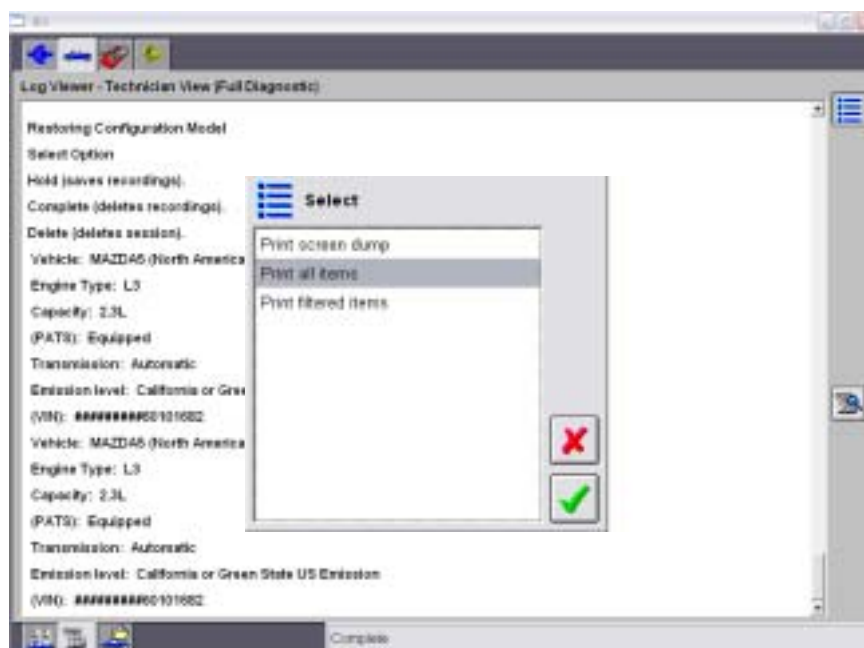 Log Viewer - Technician View (Full Diagnostic)
Restoring Configuration Model
Select Option
Hold (saves recordings).
Complete (deletes recordings).
Delete (deletes session).
Vehicle: MAZDA6 (North America
Engine Type: L3
Capacity: 2.3L
(PATS): Equipped
Transmission: Automatic
Emission level: California or Gree
(VIN): #########60101682
Vehicle: MAZDA6 (North America
Engine Type: L3
Capacity: 2.3L
(PATS): Equipped
Transmission: Automatic
Emission level: California or Green State US Emission
(VIN): #########60101682
Select
Print screen dump
Print all items
Print filtered items
Complete